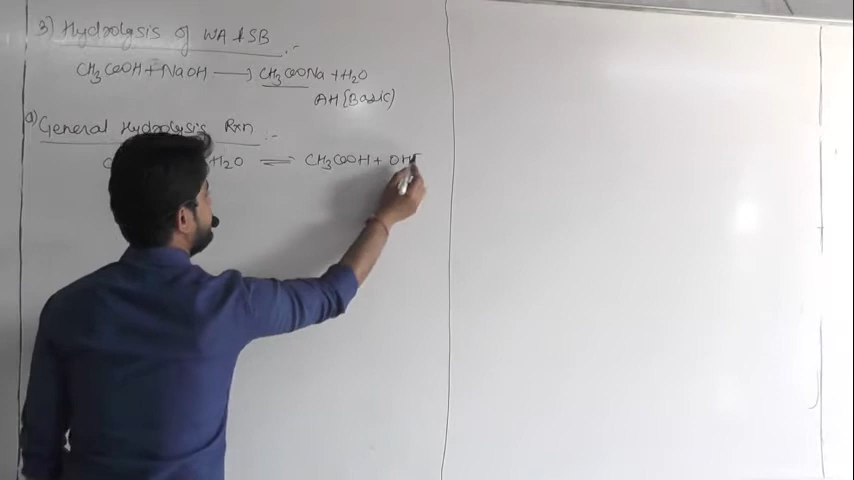 3) Hydrolysis of WA & SB :-
CH3COOH + NaOH ⟶ CH3COONa + H2O
AH {Basic}
a) General Hydrolysis Rxn :-
H2O ⇌ CH3COOH + OH-